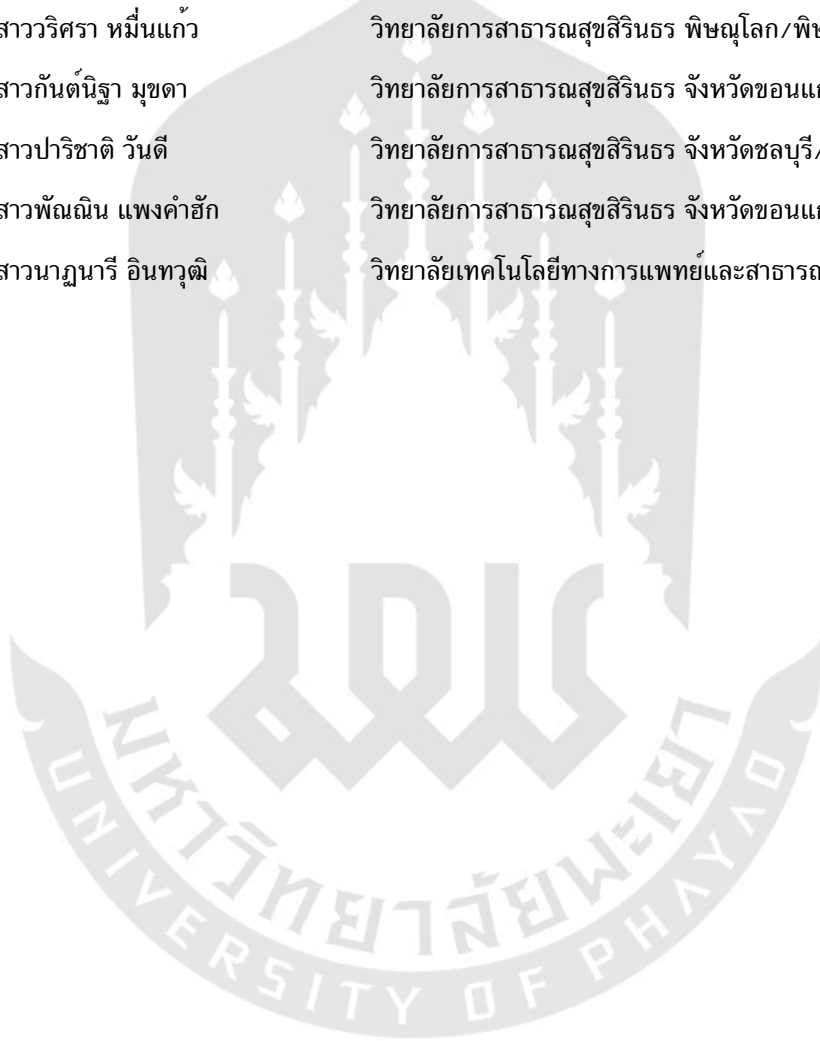 สาววริศรา หมื่นแก้ว วิทยาลัยการสาธารณสุขสิรินธร พิษณุโลก/พิษ
สาวกันต์นิฐา มุขดา วิทยาลัยการสาธารณสุขสิรินธร จังหวัดขอนแก
สาวปาริชาติ วันดี วิทยาลัยการสาธารณสุขสิรินธร จังหวัดชลบุรี/
สาวพัณณิน แพงคำฮัก วิทยาลัยการสาธารณสุขสิรินธร จังหวัดขอนแก
สาวนาฏนารี อินทวุฒิ วิทยาลัยเทคโนโลยีทางการแพทย์และสาธารณ
มหาวิทยาลัยพะเยา
UNIVERSITY OF PHAYAO